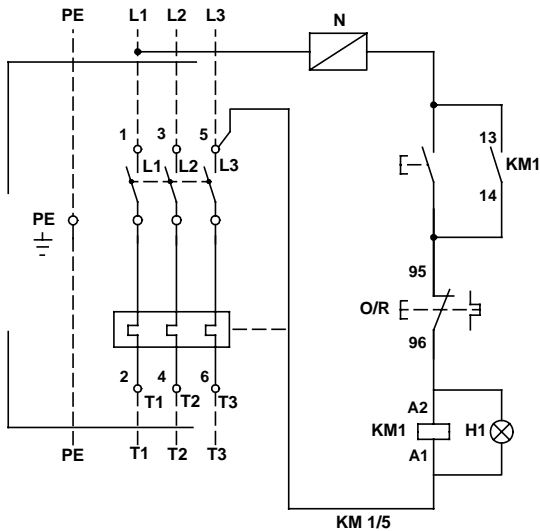 PE L1 L2 L3
N
1 3 5
L1 L2 L3
13
KM1
14
PE
95
O/R
96
2 4 6
T1 T2 T3
A2
KM1 H1
A1
PE T1 T2 T3
KM 1/5